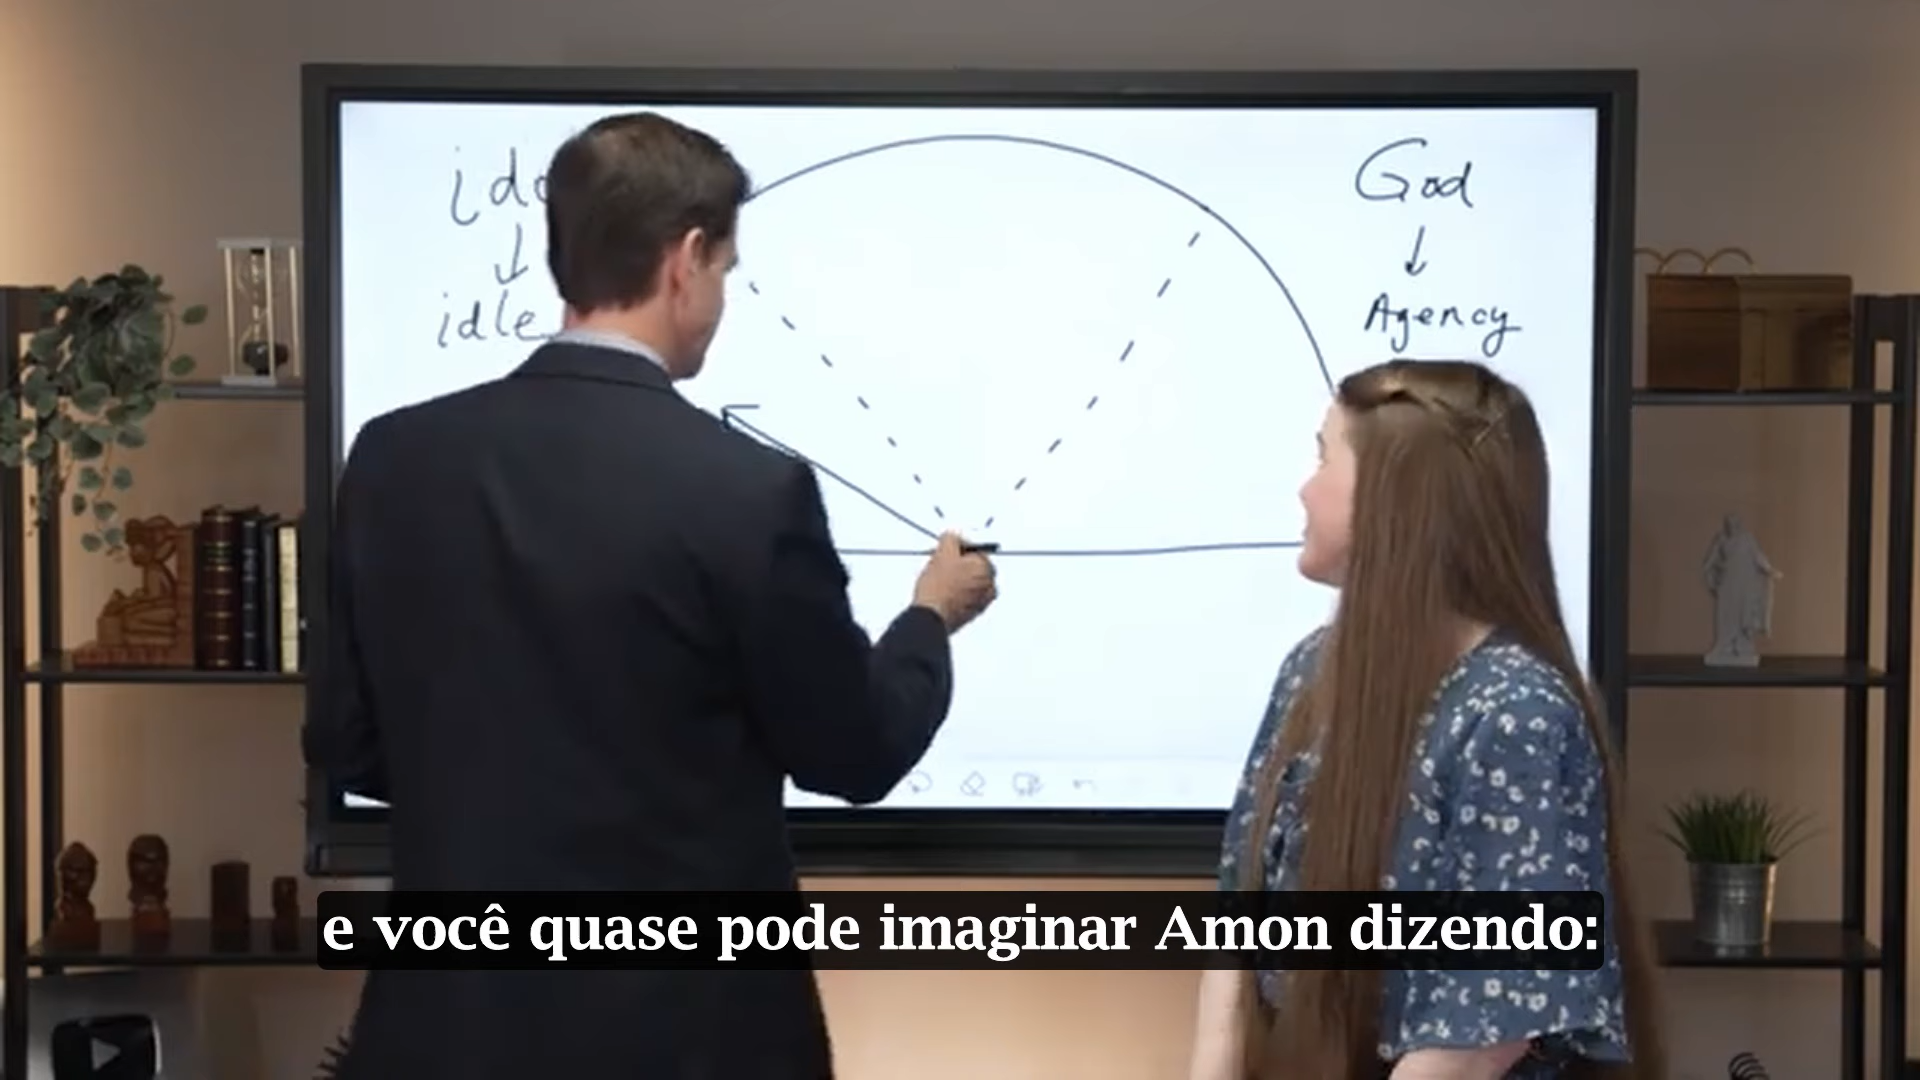 idle
God
Agency
e você quase pode imaginar Amon dizendo: